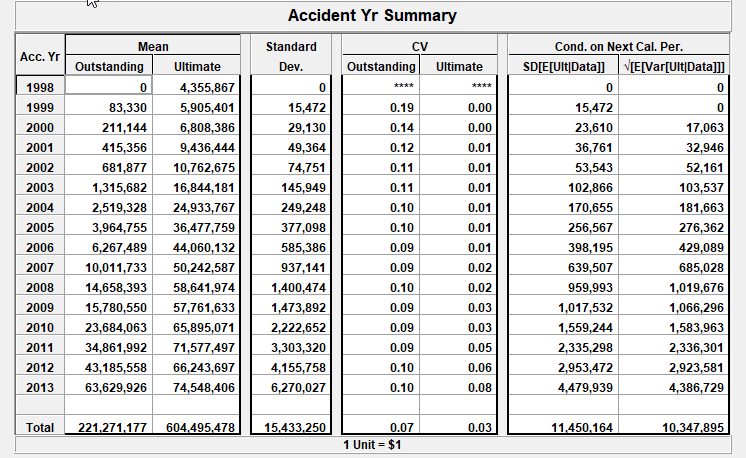 Accident Yr Summary
Acc. Yr Mean Standard Dev. CV Cond. on Next Cal. Per.
Outstanding Ultimate Outstanding Ultimate SD[E[Ult|Data]] √[E[Var[Ult|Data]]]
1998 0 4,355,867 0 **** **** 0 0
1999 83,330 5,905,401 15,472 0.19 0.00 15,472 0
2000 211,144 6,808,386 29,130 0.14 0.00 23,610 17,063
2001 415,356 9,436,444 49,364 0.12 0.01 36,761 32,946
2002 681,877 10,762,675 74,751 0.11 0.01 53,543 52,161
2003 1,315,682 16,844,181 145,949 0.11 0.01 102,866 103,537
2004 2,519,328 24,933,767 249,248 0.10 0.01 170,655 181,663
2005 3,964,755 36,477,759 377,098 0.10 0.01 256,567 276,362
2006 6,267,489 44,060,132 585,386 0.09 0.01 398,195 429,089
2007 10,011,733 50,242,587 937,141 0.09 0.02 639,507 685,028
2008 14,658,393 58,641,974 1,400,474 0.10 0.02 959,993 1,019,676
2009 15,780,550 57,761,633 1,473,892 0.09 0.03 1,017,532 1,066,296
2010 23,684,063 65,895,071 2,222,652 0.09 0.03 1,559,244 1,583,963
2011 34,861,992 71,577,497 3,303,320 0.09 0.05 2,335,298 2,336,301
2012 43,185,558 66,243,697 4,155,758 0.10 0.06 2,953,472 2,923,581
2013 63,629,926 74,548,406 6,270,027 0.10 0.08 4,479,939 4,386,729
Total 221,271,177 604,495,478 15,433,250 0.07 0.03 11,450,164 10,347,895
1 Unit = $1